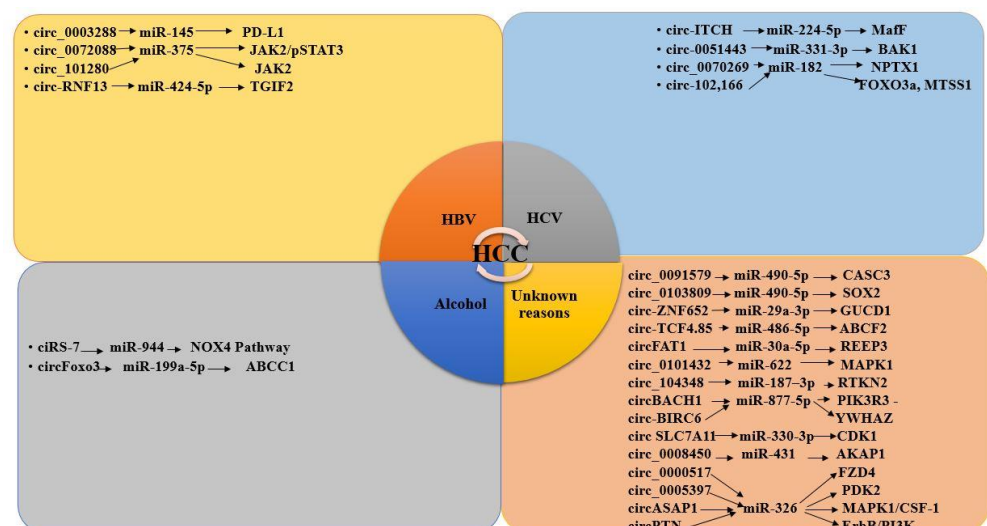 • circ_0003288 → miR-145 → PD-L1
• circ_0072088 → miR-375 → JAK2/pSTAT3
• circ_101280 JAK2
• circ-RNF13 → miR-424-5p → TGIF2
• circ-ITCH → miR-224-5p → MafF
• circ-0051443 → miR-331-3p → BAK1
• circ_0070269 → miR-182 → NPTX1
• circ-102,166 FOXO3a, MTSS1
HBV
HCV
HCC
Alcohol
Unknown
reasons
• ciRS-7 → miR-944 → NOX4 Pathway
• circFoxo3 → miR-199a-5p → ABCC1
circ_0091579 → miR-490-5p → CASC3
circ_0103809 → miR-490-5p → SOX2
circ-ZNF652 → miR-29a-3p → GUCD1
circ-TCF4.85 → miR-486-5p → ABCF2
circFAT1 → miR-30a-5p → REEP3
circ_0101432 → miR-622 → MAPK1
circ_104348 → miR-187–3p → RTKN2
circBACH1 → miR-877-5p → PIK3R3 -
circ-BIRC6 YWHAZ
circ SLC7A11 → miR-330-3p → CDK1
circ_0008450 → miR-431 → AKAP1
circ_0000517 FZD4
circ_0005397 PDK2
circASAP1 → miR-326 → MAPK1/CSF-1
circPTN ErbB/PI3K